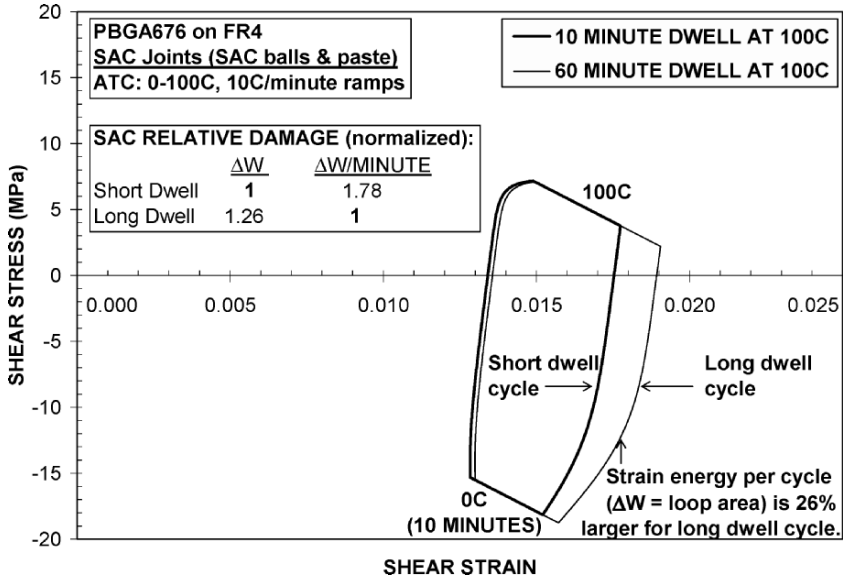 PBGA676 on FR4
SAC Joints (SAC balls & paste)
ATC: 0-100C, 10C/minute ramps
10 MINUTE DWELL AT 100C
60 MINUTE DWELL AT 100C
SAC RELATIVE DAMAGE (normalized):
ΔW ΔW/MINUTE
Short Dwell 1 1.78
Long Dwell 1.26 1
20
15
10
5
0
-5
-10
-15
-20
SHEAR STRESS (MPa)
100C
0.000 0.005 0.010 0.015 0.020 0.025
Short dwell
cycle
Long dwell
cycle
0C
(10 MINUTES)
Strain energy per cycle
(ΔW = loop area) is 26%
larger for long dwell cycle.
SHEAR STRAIN